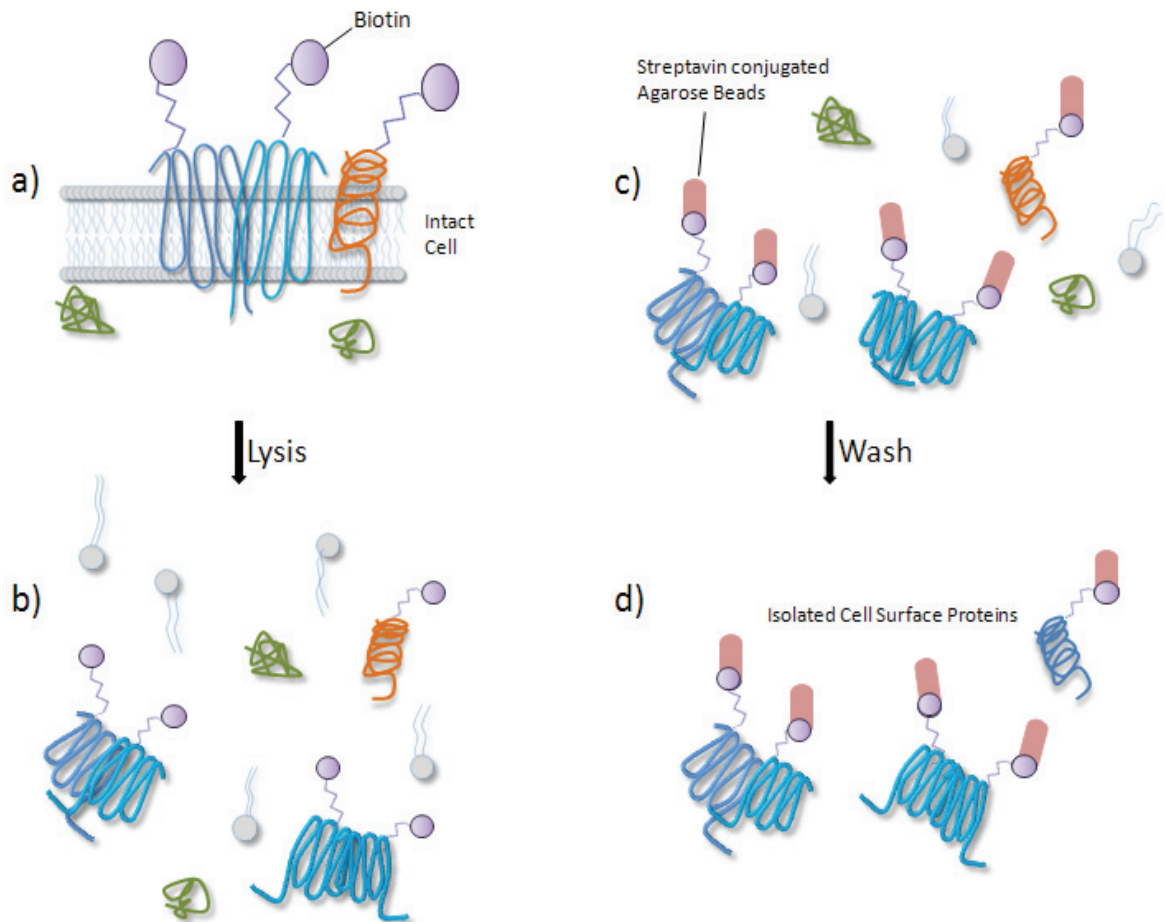 a)
Biotin
Intact
Cell
Lysis
b)
Streptavin conjugated
Agarose Beads
c)
Wash
d)
Isolated Cell Surface Proteins